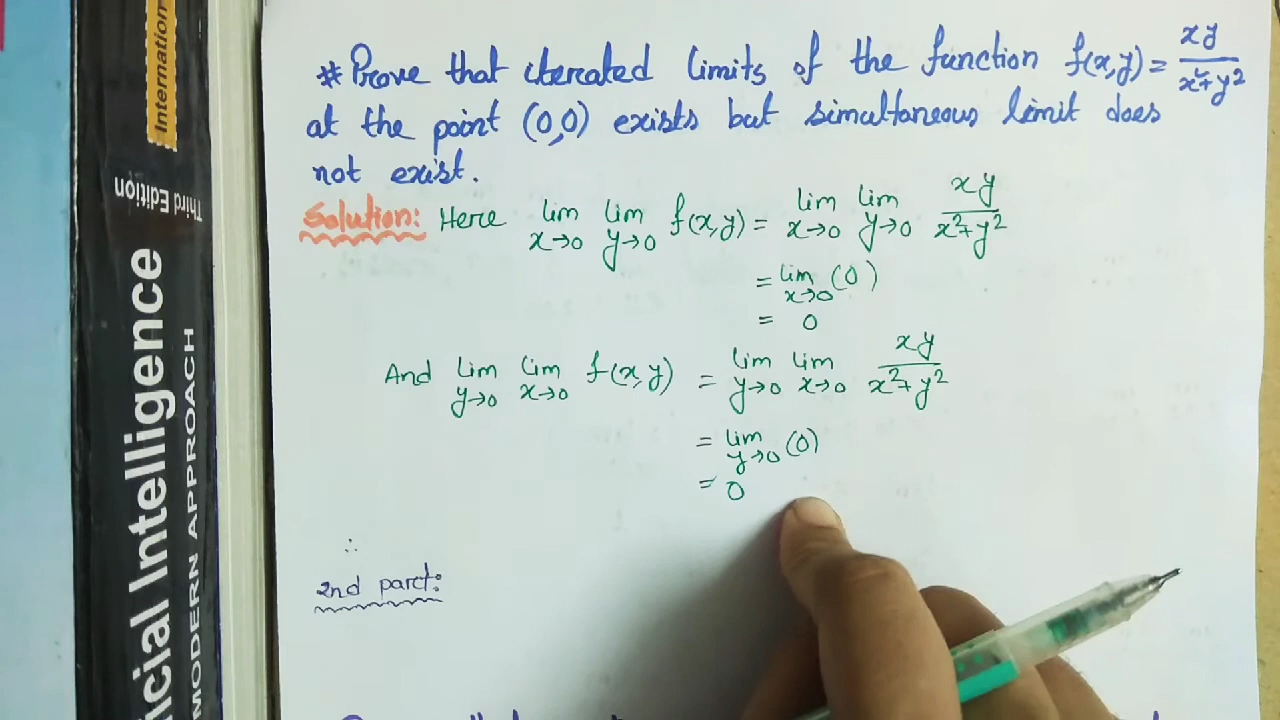 International
Third Edition
Artificial Intelligence
MODERN APPROACH
* Prove that iterated limits of the function f(x,y) = xy / x²+y²
at the point (0,0) exists but simultaneous limit does
not exist.
Solution: Here lim x→0 lim y→0 f(x,y) = lim x→0 lim y→0 xy / x²+y²
= lim x→0 (0)
= 0
And lim y→0 lim x→0 f(x,y) = lim y→0 lim x→0 xy / x²+y²
= lim y→0 (0)
= 0
∴
2nd part: